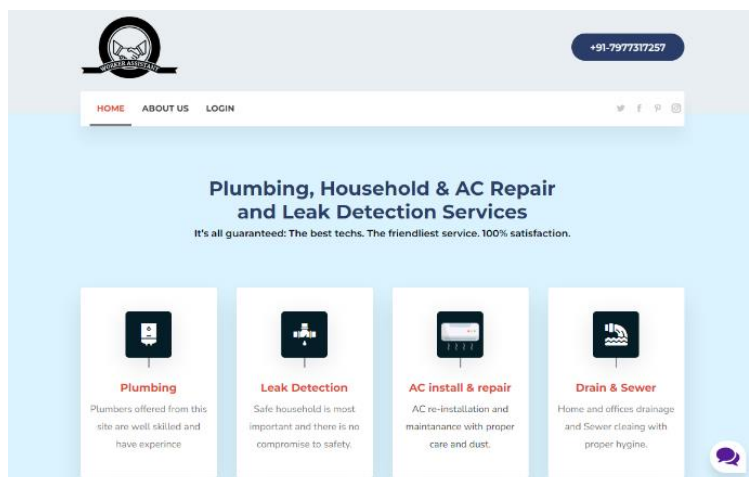 WORKER ASSISTANT
+91-7977317257
HOME ABOUT US LOGIN
Plumbing, Household & AC Repair
and Leak Detection Services
It's all guaranteed: The best techs. The friendliest service. 100% satisfaction.
Plumbing
Plumbers offered from this
site are well skilled and
have experince
Leak Detection
Safe household is most
important and there is no
compromise to safety.
AC install & repair
AC re-installation and
maintanance with proper
care and dust.
Drain & Sewer
Home and offices drainage
and Sewer cleaing with
proper hygine.